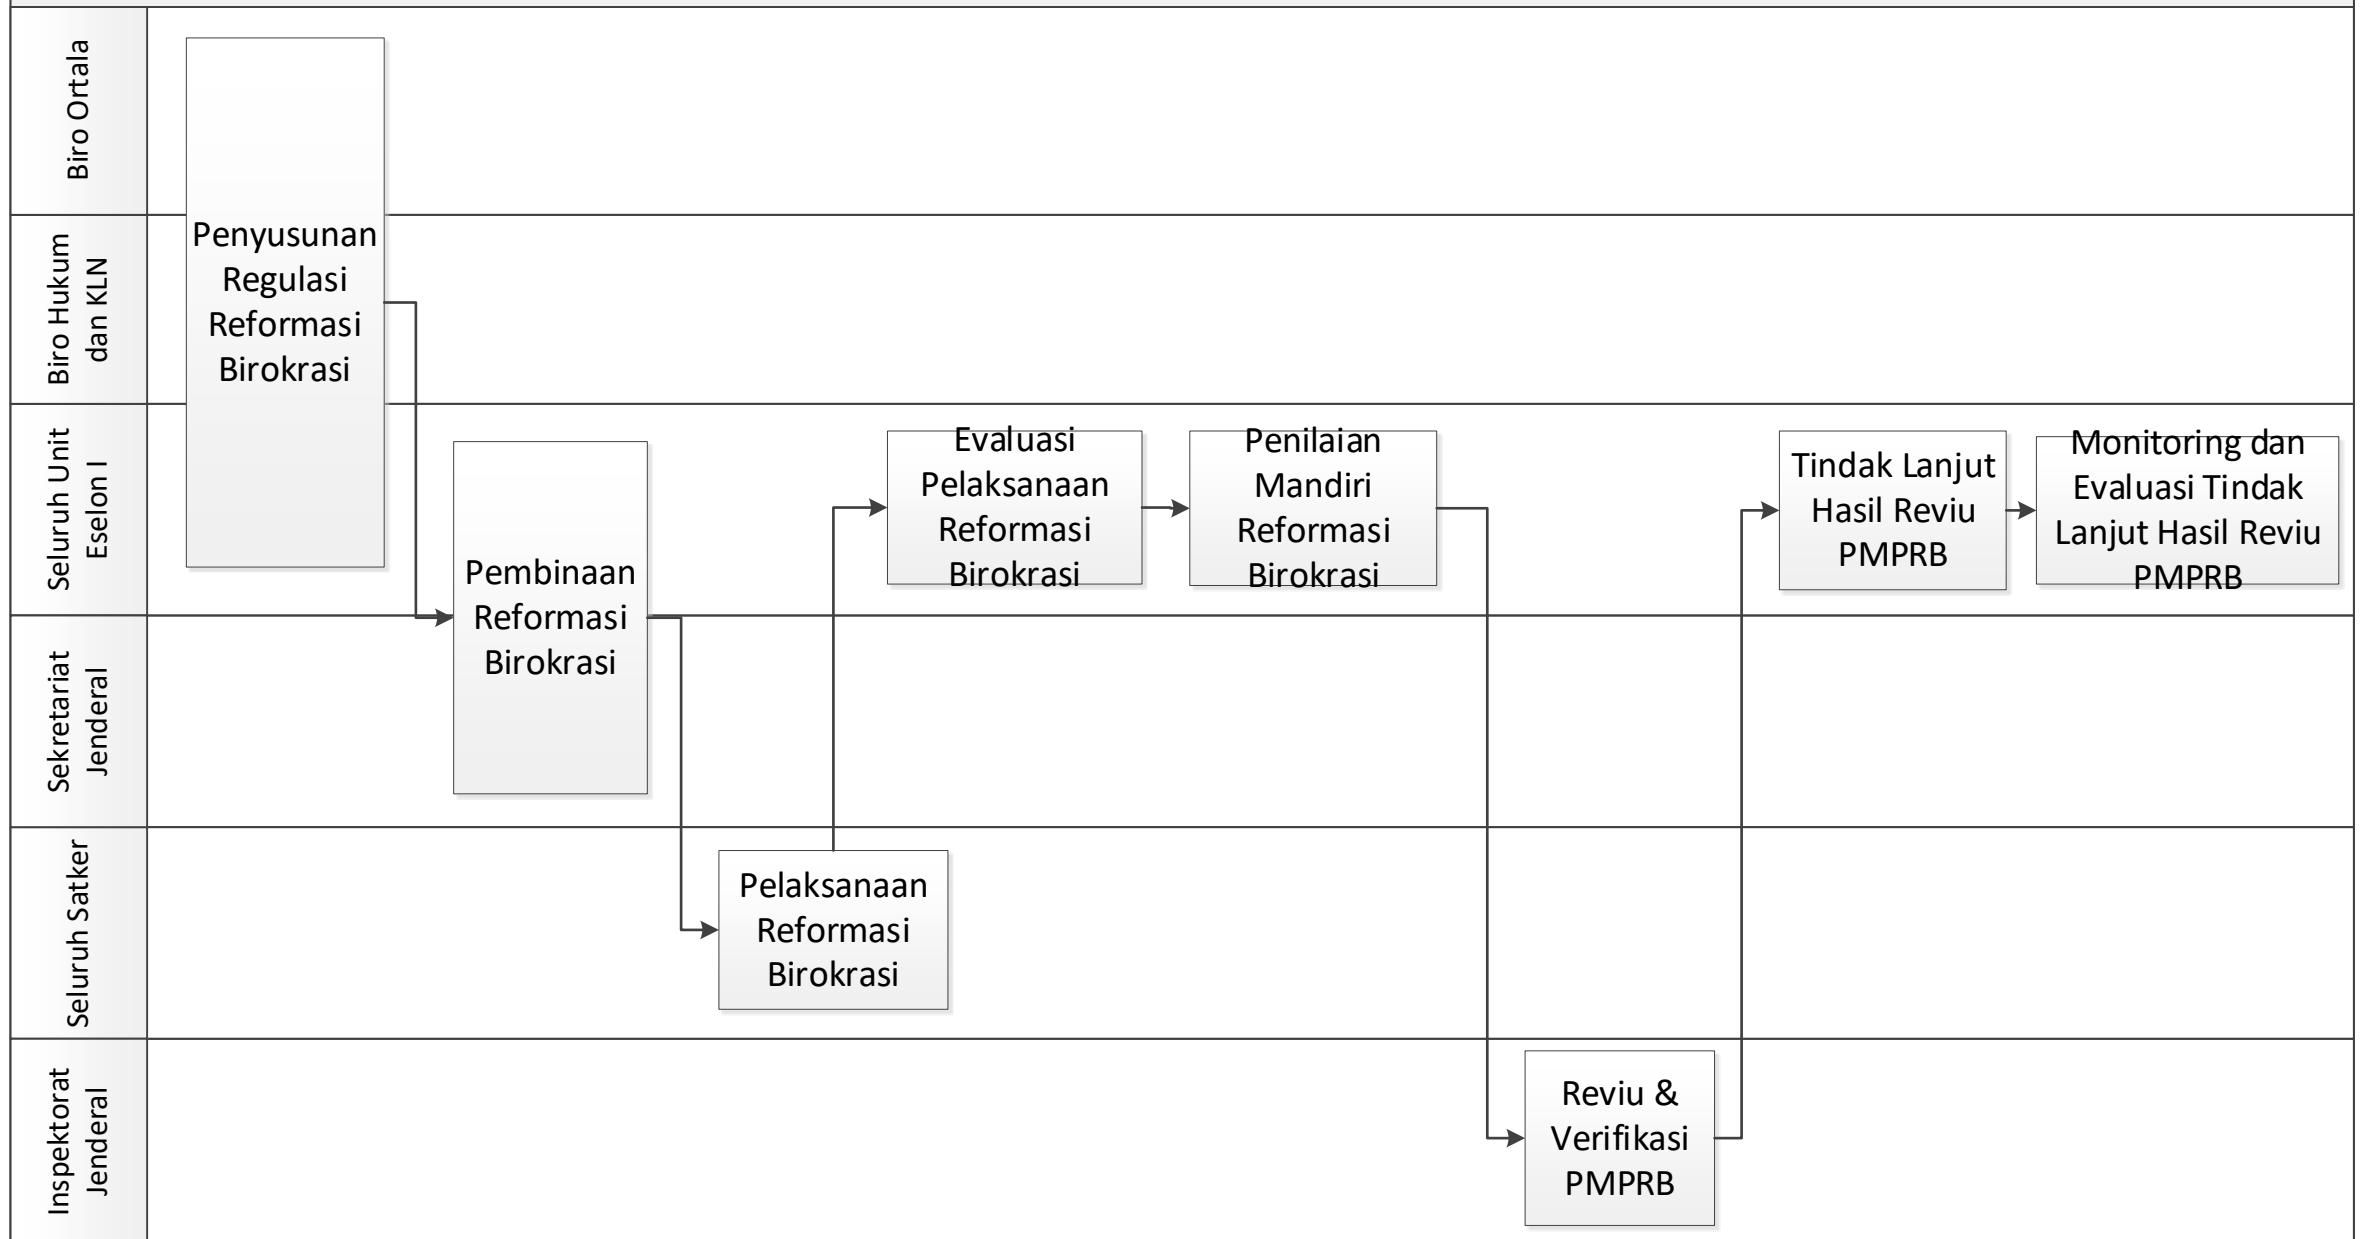 Biro Ortala
Biro Hukum
dan KLN
Seluruh Unit
Eselon I
Sekretariat
Jenderal
Seluruh Satker
Inspektorat
Jenderal
Penyusunan
Regulasi
Reformasi
Birokrasi
Pembinaan
Reformasi
Birokrasi
Pelaksanaan
Reformasi
Birokrasi
Evaluasi
Pelaksanaan
Reformasi
Birokrasi
Penilaian
Mandiri
Reformasi
Birokrasi
Reviu &
Verifikasi
PMPRB
Tindak Lanjut
Hasil Reviu
PMPRB
Monitoring dan
Evaluasi Tindak
Lanjut Hasil Reviu
PMPRB